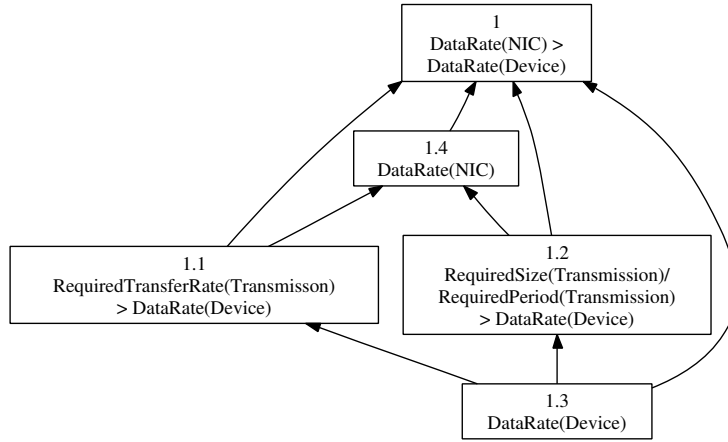 1
DataRate(NIC) >
DataRate(Device)
1.4
DataRate(NIC)
1.1
RequiredTransferRate(Transmisson)
> DataRate(Device)
1.2
RequiredSize(Transmission)/
RequiredPeriod(Transmission)
> DataRate(Device)
1.3
DataRate(Device)